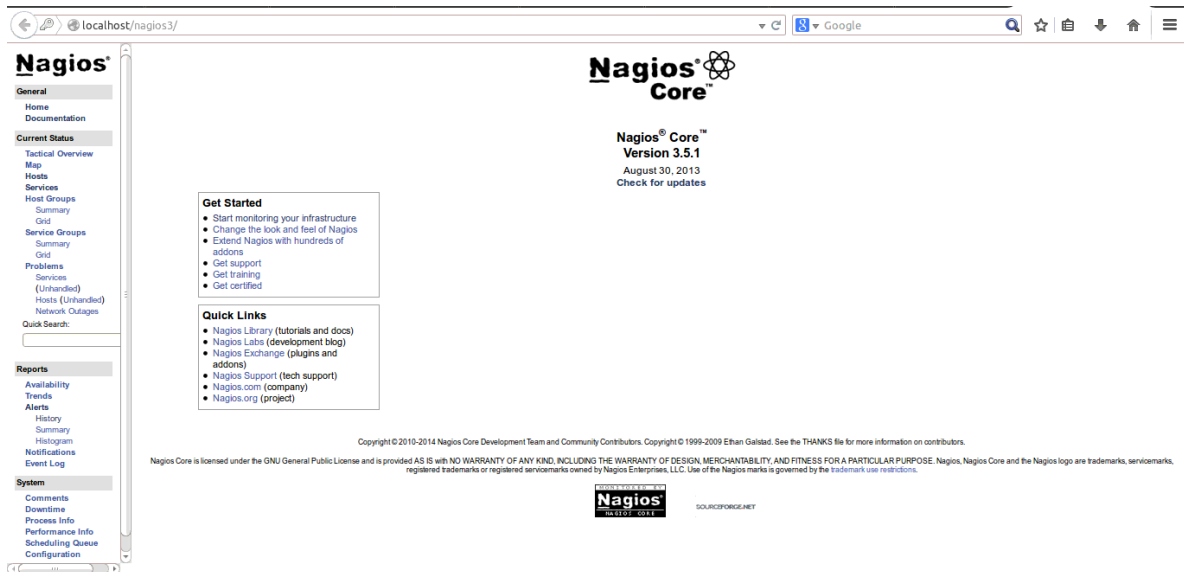 localhost/nagios3/
Google
Nagios®
General
Home
Documentation
Current Status
Tactical Overview
Map
Hosts
Services
Host Groups
Summary
Grid
Service Groups
Summary
Grid
Problems
Services
(Unhandled)
Hosts (Unhandled)
Network Outages
Quick Search:
Reports
Availability
Trends
Alerts
History
Summary
Histogram
Notifications
Event Log
System
Comments
Downtime
Process Info
Performance Info
Scheduling Queue
Configuration
Nagios®
Core™
Nagios® Core™
Version 3.5.1
August 30, 2013
Check for updates
Get Started
Start monitoring your infrastructure
Change the look and feel of Nagios
Extend Nagios with hundreds of
addons
Get support
Get training
Get certified
Quick Links
Nagios Library (tutorials and docs)
Nagios Labs (development blog)
Nagios Exchange (plugins and
addons)
Nagios Support (tech support)
Nagios.com (company)
Nagios.org (project)
Copyright © 2010-2014 Nagios Core Development Team and Community Contributors. Copyright © 1999-2009 Ethan Galstad. See the THANKS file for more information on contributors.
Nagios Core is licensed under the GNU General Public License and is provided AS IS with NO WARRANTY OF ANY KIND, INCLUDING THE WARRANTY OF DESIGN, MERCHANTABILITY, AND FITNESS FOR A PARTICULAR PURPOSE. Nagios, Nagios Core and the Nagios logo are trademarks, servicemarks,
registered trademarks or registered servicemarks owned by Nagios Enterprises, LLC. Use of the Nagios marks is governed by the trademark use restrictions.
MONITORED BY
Nagios®
NAGIOS CORE
SOURCEFORGE.NET